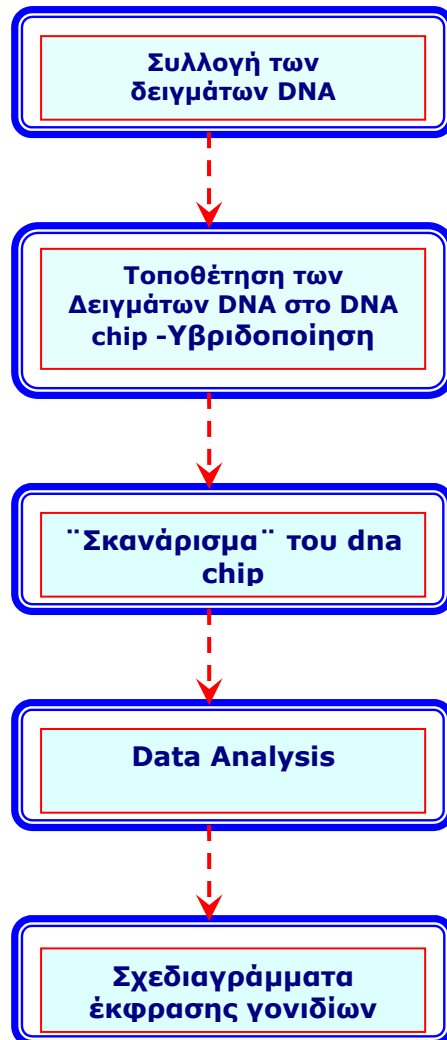 Συλλογή των
δειγμάτων DNA
Τοποθέτηση των
Δειγμάτων DNA στο DNA
chip -Υβριδοποίηση
¨Σκανάρισμα¨ του dna
chip
Data Analysis
Σχεδιαγράμματα
έκφρασης γονιδίων